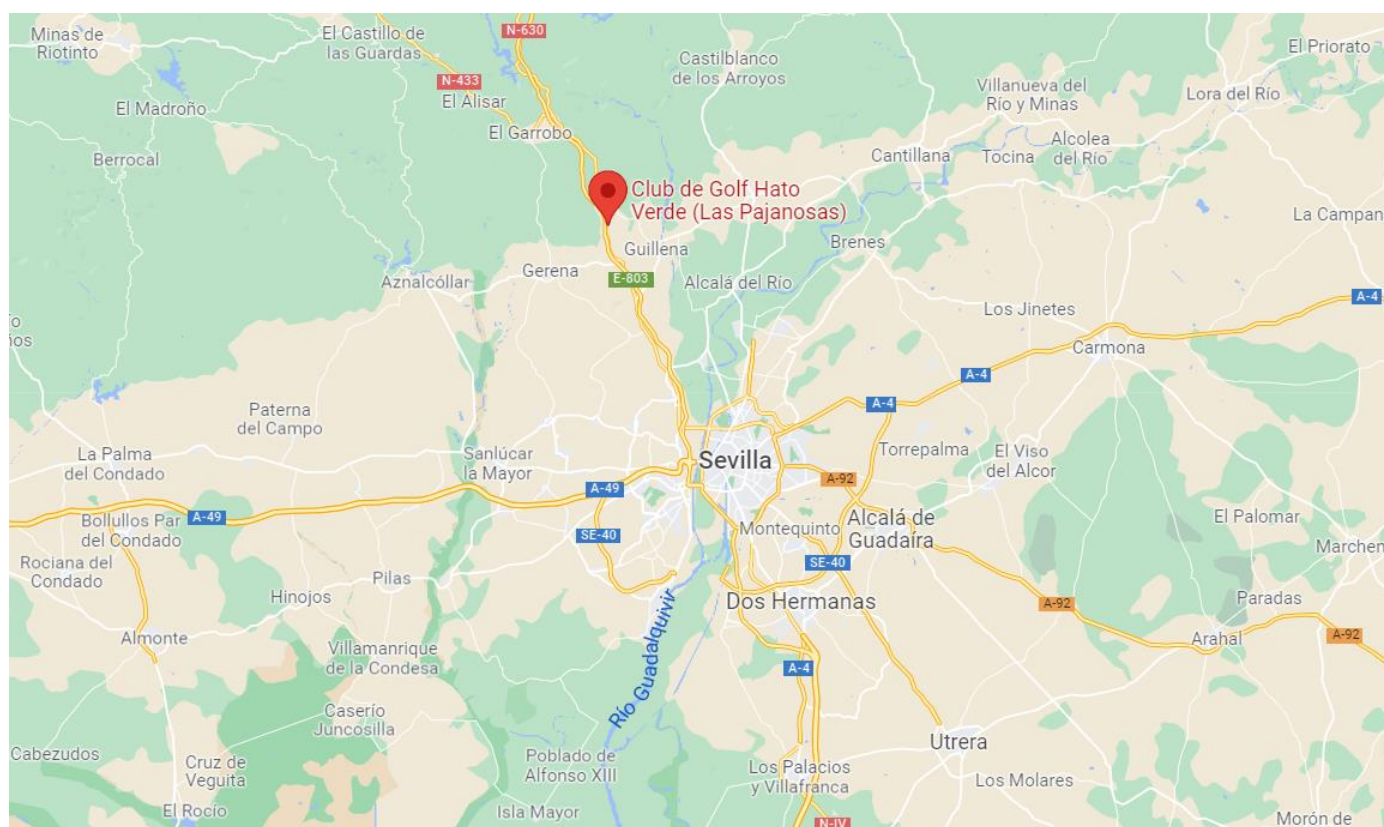 Minas de
Riotinto
El Castillo de
las Guardas
N-630
Castilblanco
de los Arroyos
El Priorato
N-433
El Alisar
Villanueva del
Río y Minas
Lora del Río
El Madroño
El Garrobo
Berrocal
Cantillana
Tocina
Alcolea
del Río
Club de Golf Hato
Verde (Las Pajanosas)
La Campan
Guillena
Brenes
Gerena
E-803
Aznalcóllar
Alcalá del Río
A-4
Los Jinetes
ío
ños
Carmona
A-4
A-4
Paterna
del Campo
La Palma
del Condado
Sanlúcar
la Mayor
Sevilla
Torrepalma
El Viso
del Alcor
A-92
A-49
A-49
Bollullos Par
del Condado
Montequinto
Alcalá de
Guadaíra
El Palomar
SE-40
SE-40
Marchen
Rociana del
Condado
Pilas
Hinojos
Dos Hermanas
A-92
Paradas
Almonte
Río Guadalquivir
Arahal
A-92
Villamanrique
de la Condesa
A-4
Caserío
Juncosilla
Cabezudos
Cruz de
Veguita
Poblado de
Alfonso XIII
Utrera
Los Palacios
y Villafranca
Los Molares
El Rocío
Isla Mayor
N-IV
Morón de